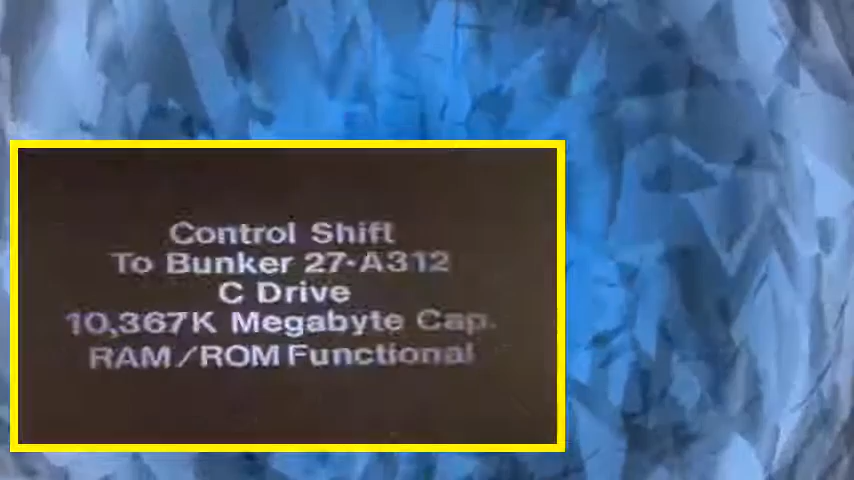 Control Shift
To Bunker 27-A312
C Drive
10,367K Megabyte Cap.
RAM/ROM Functional